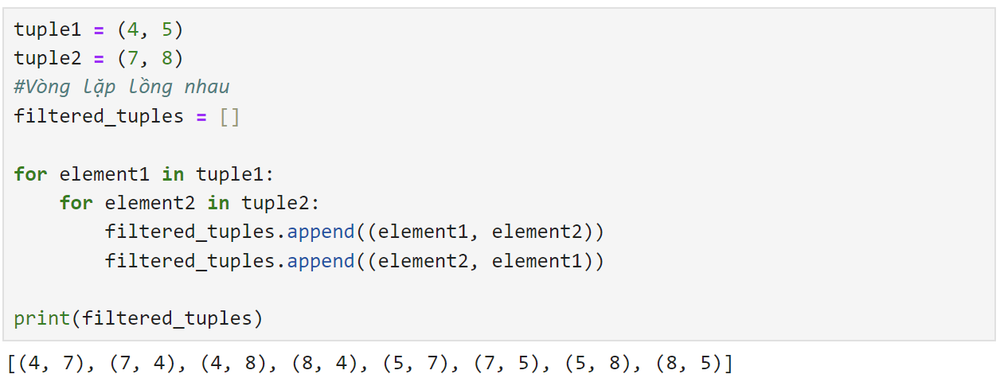 tuple1 = (4, 5)
tuple2 = (7, 8)
#Vòng lặp lồng nhau
filtered_tuples = []

for element1 in tuple1:
    for element2 in tuple2:
        filtered_tuples.append((element1, element2))
        filtered_tuples.append((element2, element1))

print(filtered_tuples)
[(4, 7), (7, 4), (4, 8), (8, 4), (5, 7), (7, 5), (5, 8), (8, 5)]